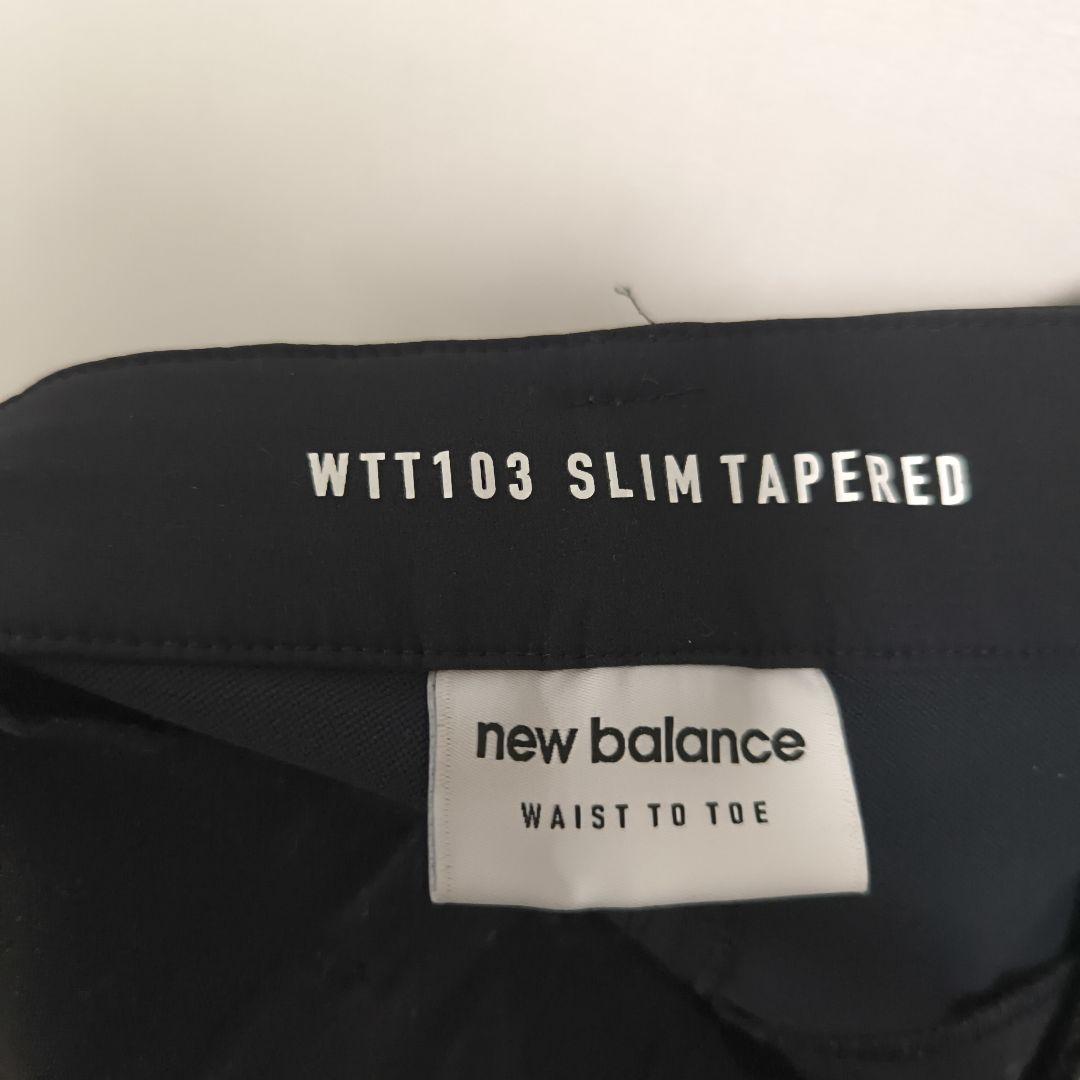 WTT103 SLIM TAPERED
new balance
WAIST TO TOE